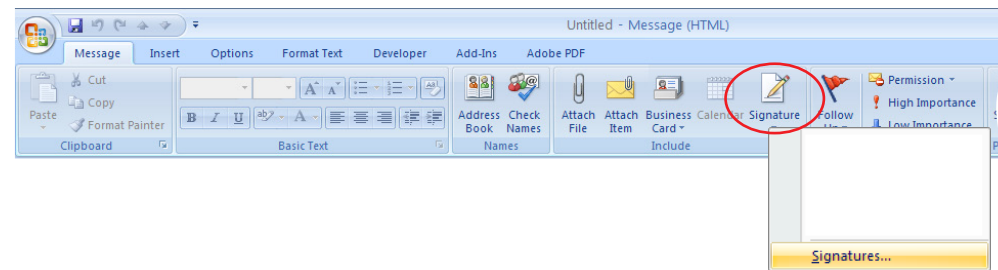 Untitled - Message (HTML)
Message Insert Options Format Text Developer Add-Ins Adobe PDF
Cut
Copy
Paste
Format Painter
Clipboard
B I U ab A A A
Basic Text
Address Book
Check Names
Names
Attach File
Attach Item
Business Card
Calendar
Signature
Include
Follow
Permission
High Importance
Low Importance
Signatures...